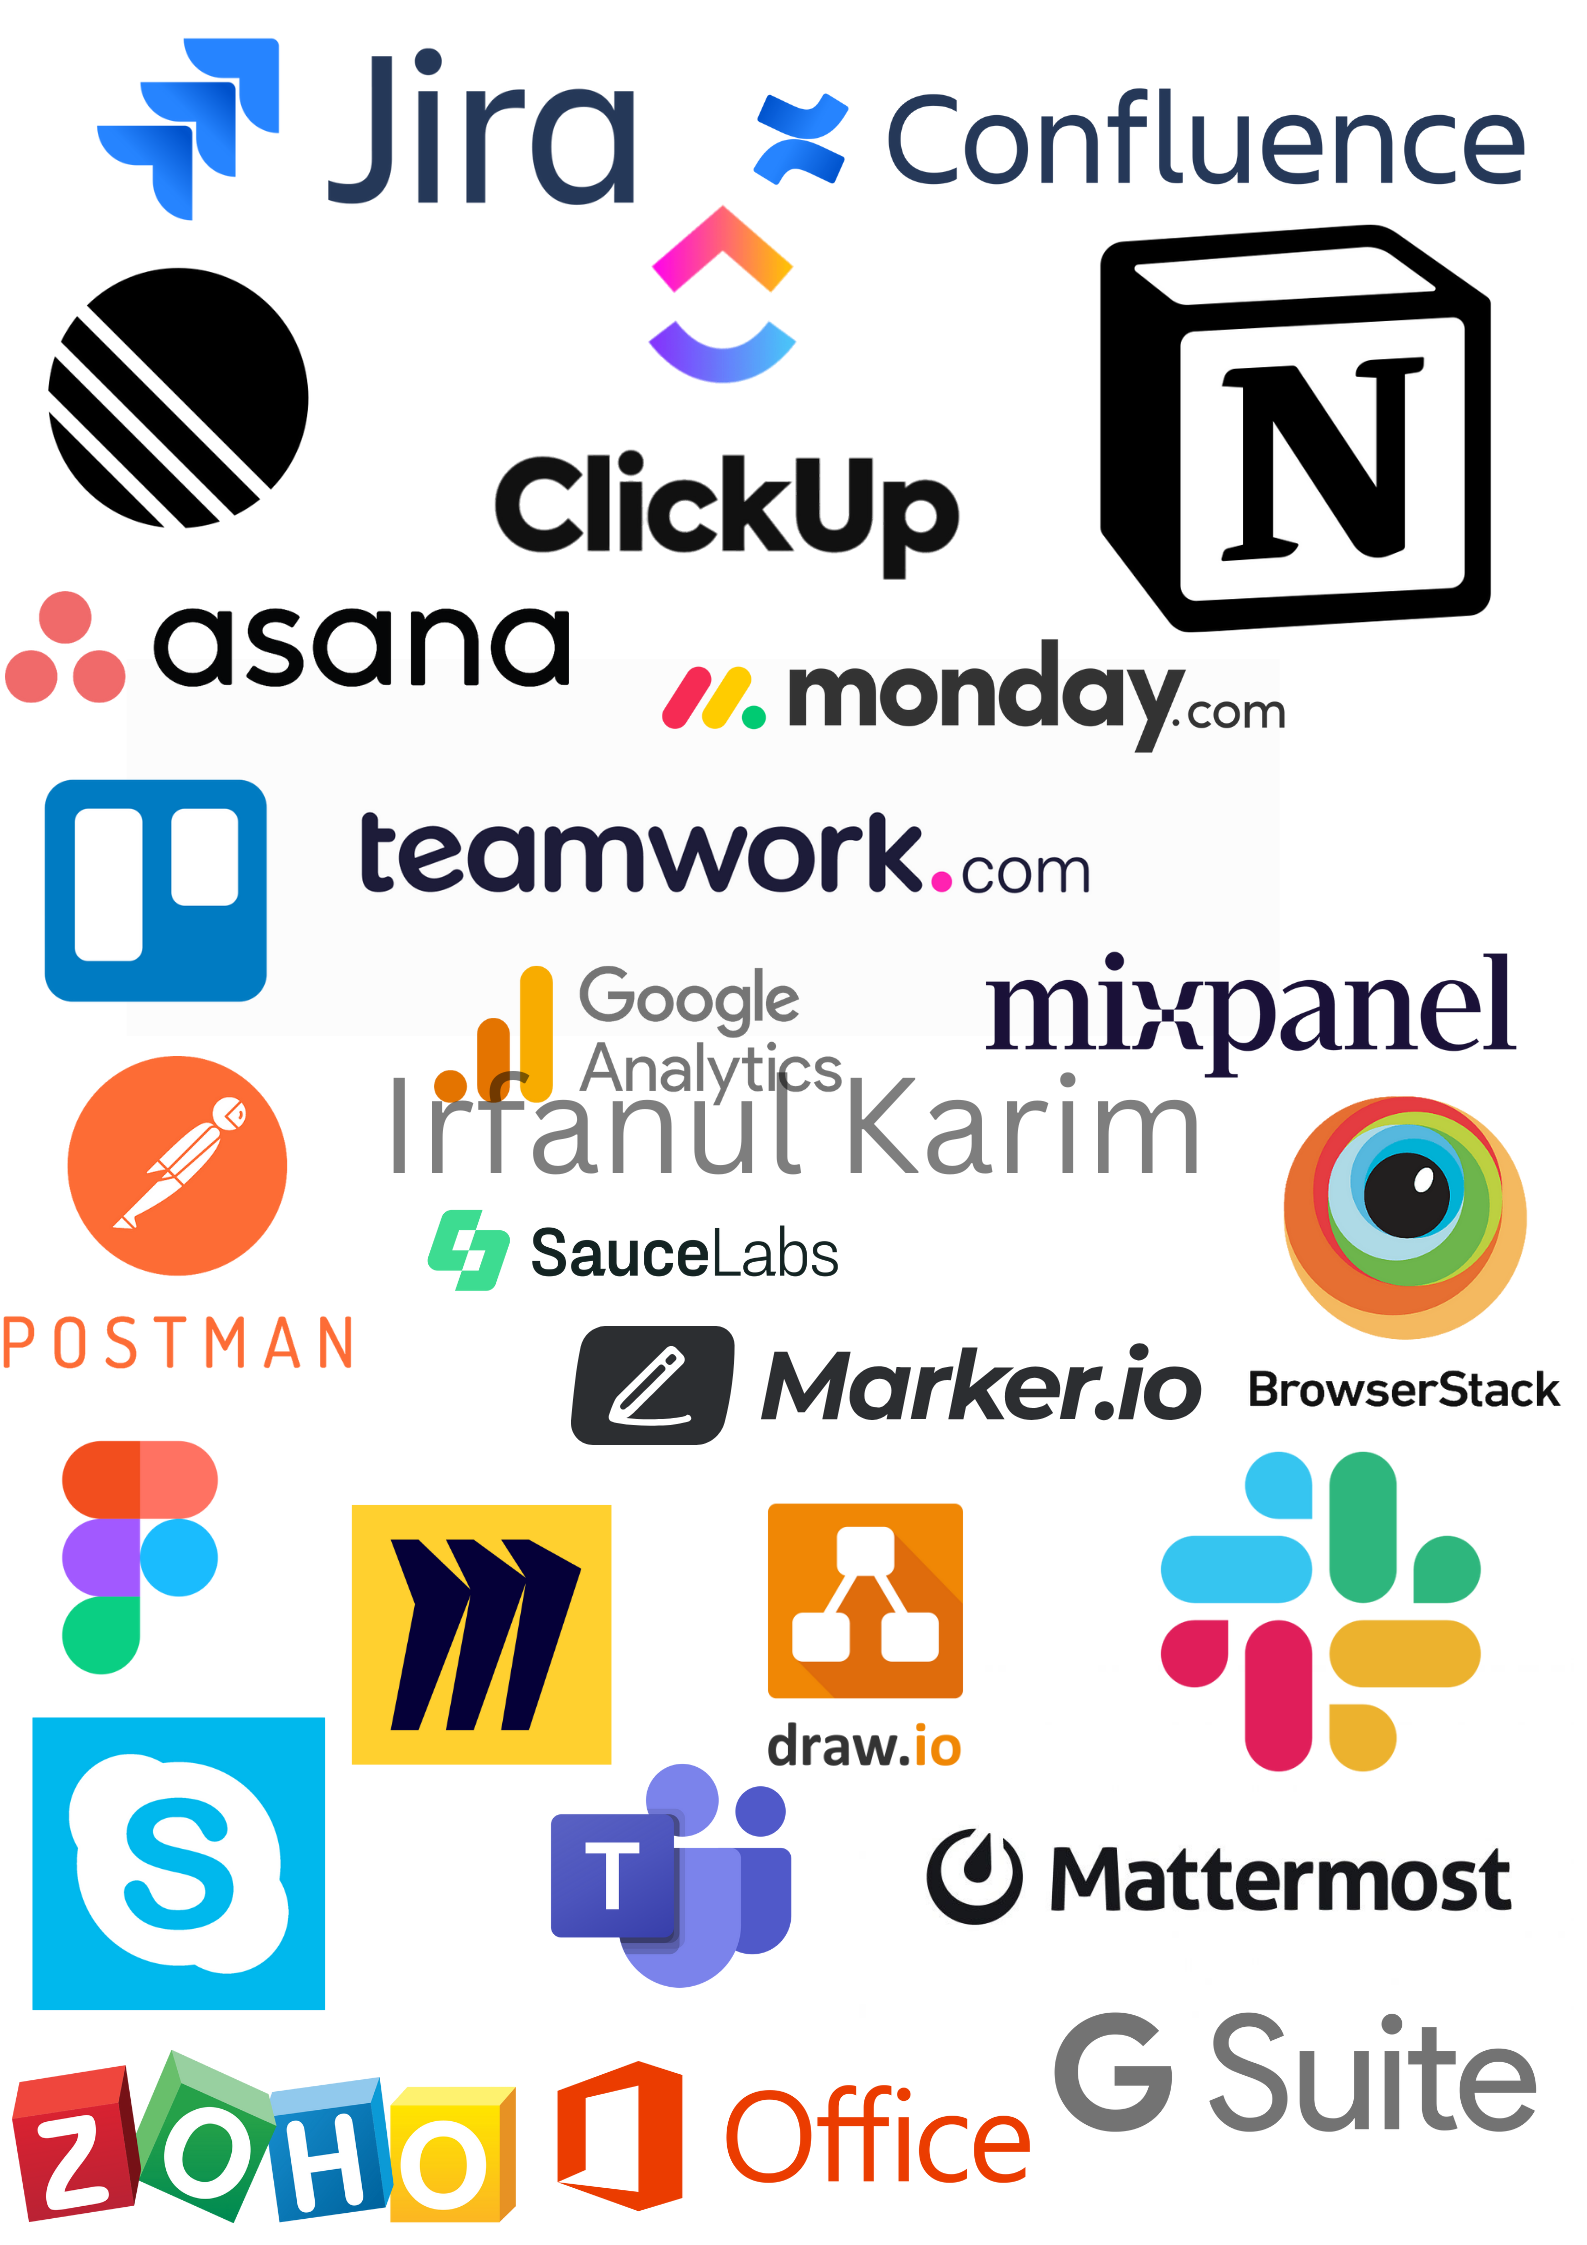 Jira
Confluence
ClickUp
N
asana
monday.com
teamwork.com
Google
Analytics
mixpanel
Irfanul Karim
SauceLabs
POSTMAN
Marker.io
BrowserStack
draw.io
S
T
Mattermost
G Suite
ZOHO
Office